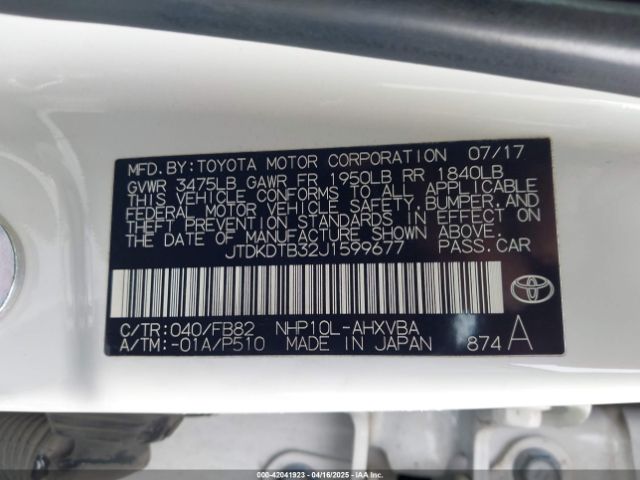 MFD.BY:TOYOTA MOTOR CORPORATION 07/17
GVWR 3475LB GAWR FR 1950LB RR 1840LB
THIS VEHICLE CONFORMS TO ALL APPLICABLE
FEDERAL MOTOR VEHICLE SAFETY,BUMPER,AND
THEFT PREVENTION STANDARDS IN EFFECT ON
THE DATE OF MANUFACTURE SHOWN ABOVE.
JTDKDTB32J1599677 PASS.CAR
C/TR:040/FB82 NHP10L-AHXVBA
A/TM:-01A/P510 MADE IN JAPAN 874 A
000-42041923 - 04/16/2025 - IAAI.COM